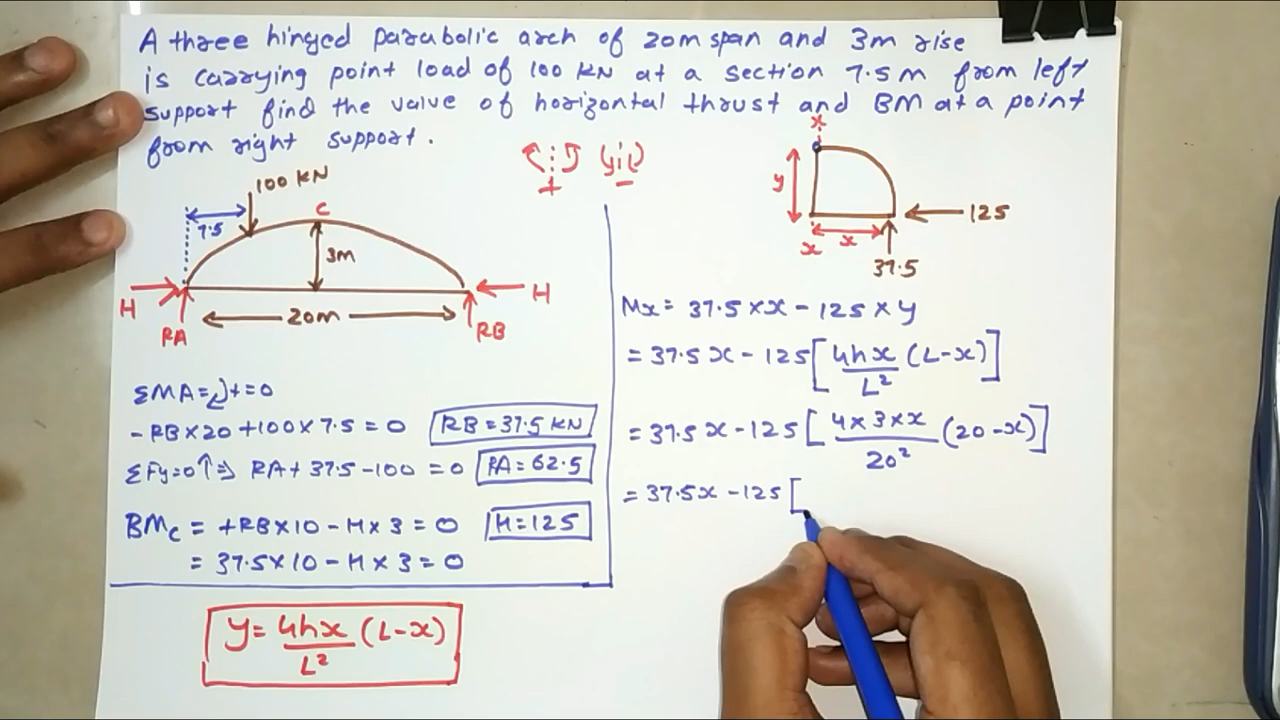 A three hinged parabolic arch of 20m span and 3m rise
is carrying point load of 100 KN at a section 7.5 m from left
support find the value of horizontal thrust and BM at a point
from right support.
100 KN
7.5
C
3m
H
H
RA
20m
RB
+
-
x
y
x
x
125
37.5
ΣMA=↻+=0
-RB×20 +100×7.5=0
RB=37.5 KN
ΣFy=0↑⇒ RA+37.5-100=0
RA=62.5
BMc = +RB×10 - H×3=0
H=125
= 37.5×10 - H×3=0
y=4hx/L²(L-x)
Mx= 37.5×x - 125×y
= 37.5x - 125[4hx/L²(L-x)]
= 37.5x-125[4×3×x/20²(20-x)]
= 37.5x -125[